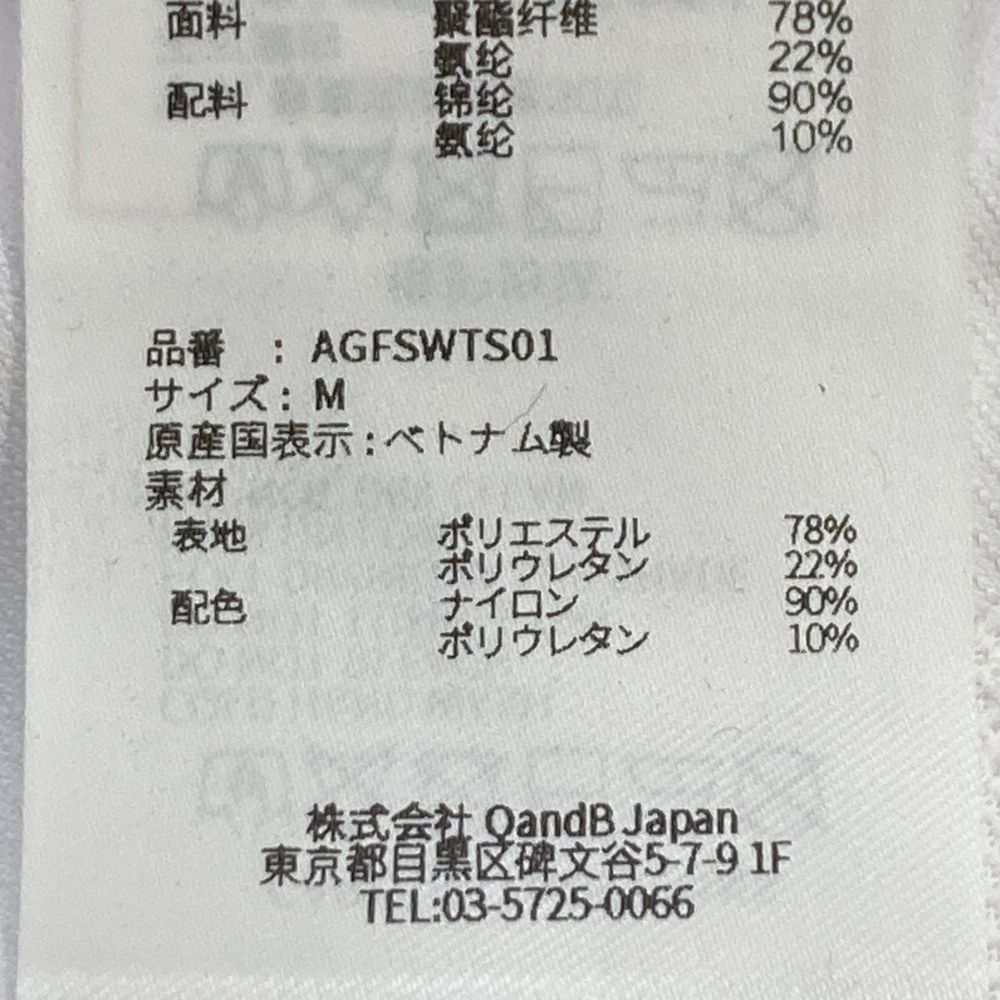 面料 聚酯纤维 78%
氨纶 22%
配料 锦纶 90%
氨纶 10%
品番 : AGFSWTS01
サイズ: M
原産国表示:ベトナム製
素材
表地 ポリエステル 78%
ポリウレタン 22%
配色 ナイロン 90%
ポリウレタン 10%
株式会社 QandB Japan
東京都目黒区碑文谷5-7-9 1F
TEL:03-5725-0066